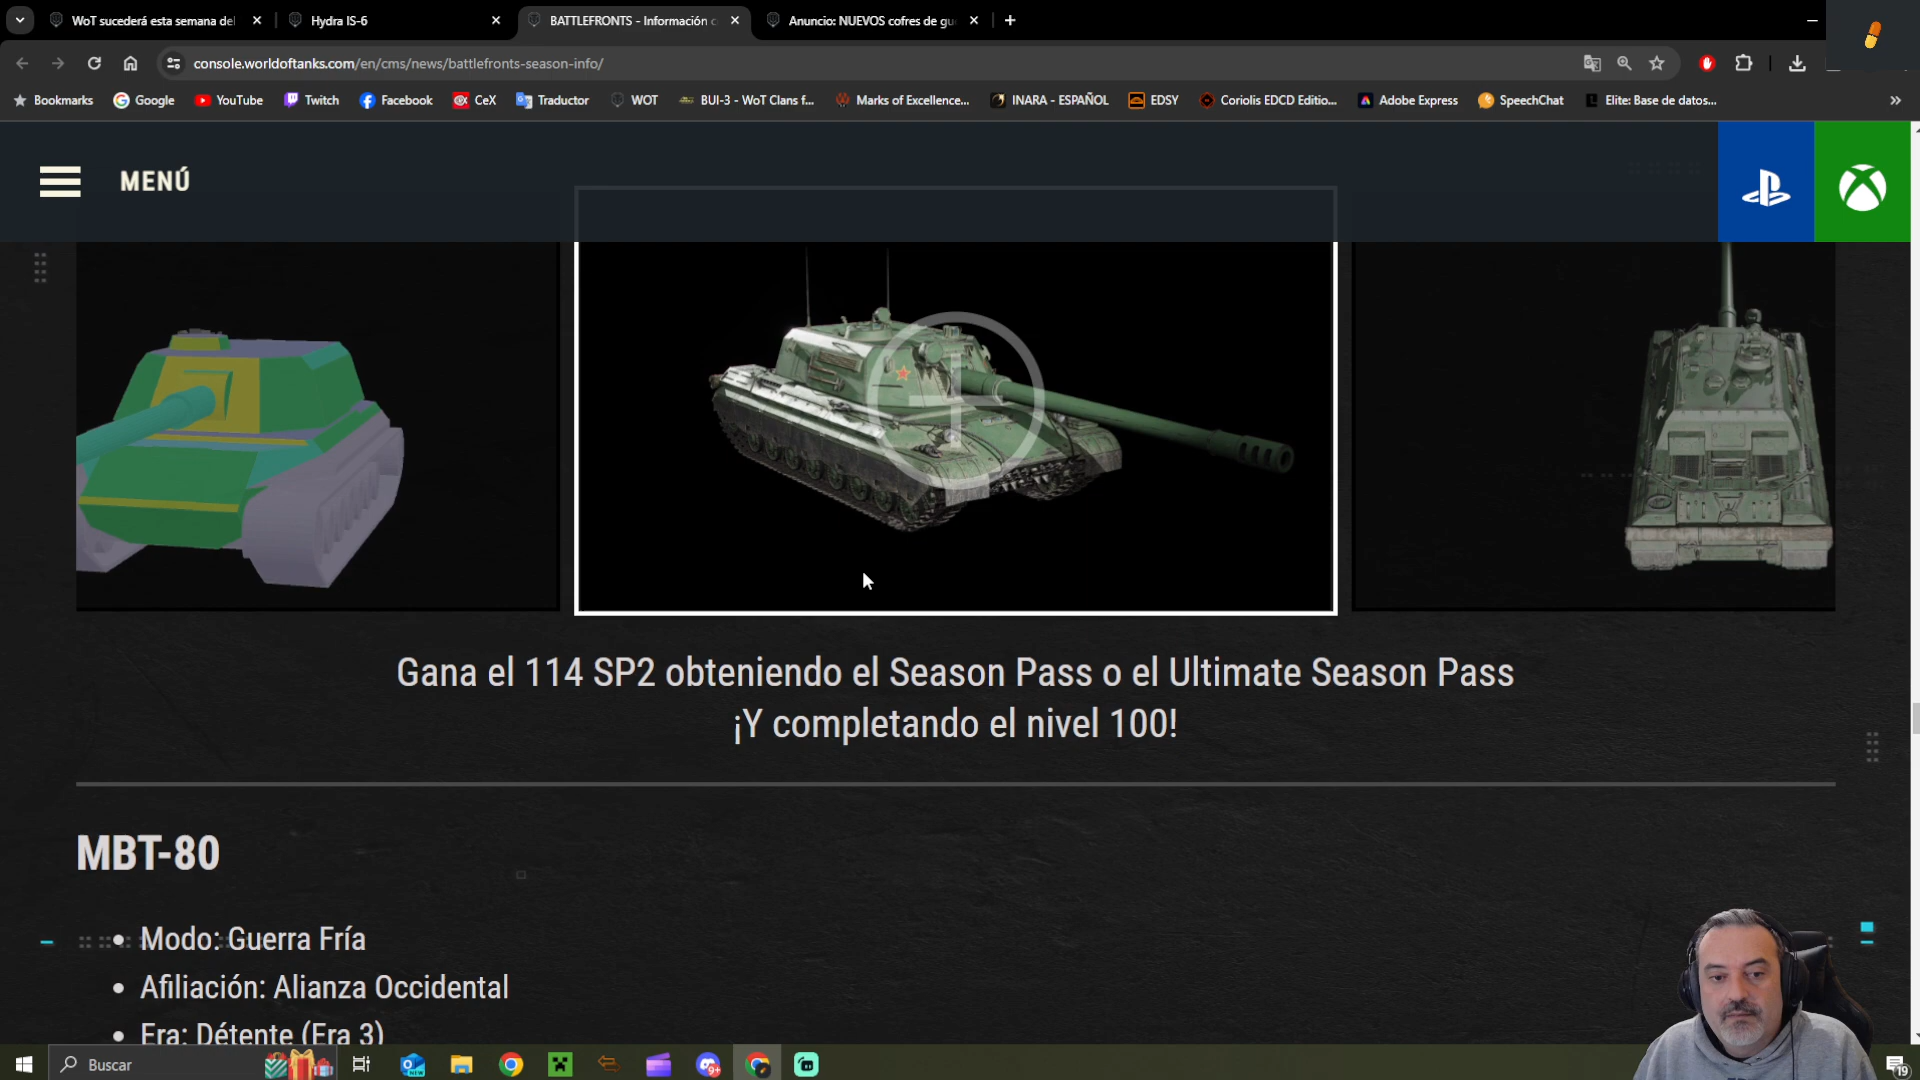 WoT sucederá esta semana del
Hydra IS-6
BATTLEFRONTS - Información c
Anuncio: NUEVOS cofres de gu
console.worldoftanks.com/en/cms/news/battlefronts-season-info/
Bookmarks
Google
YouTube
Twitch
Facebook
CeX
Traductor
WOT
BUI-3 - WoT Clans f...
Marks of Excellence...
INARA - ESPAÑOL
EDSY
Coriolis EDCD Editio...
Adobe Express
SpeechChat
Elite: Base de datos...
MENÚ
Gana el 114 SP2 obteniendo el Season Pass o el Ultimate Season Pass
¡Y completando el nivel 100!
MBT-80
Modo: Guerra Fría
Afiliación: Alianza Occidental
Era: Détente (Era 3)
Buscar
NEW
9+
19